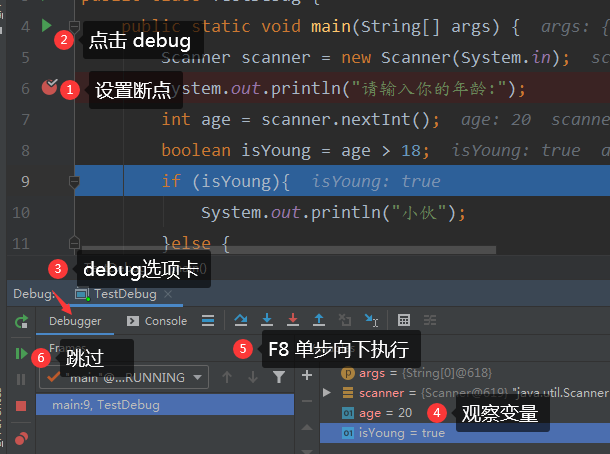 4 public static void main(String[] args) { args: {
② 点击 debug
5 Scanner scanner = new Scanner(System.in); sc
6 System.out.println("请输入你的年龄:");
① 设置断点
7 int age = scanner.nextInt(); age: 20 scanne
8 boolean isYoung = age > 18; isYoung: true a
9 if (isYoung){ isYoung: true
10 System.out.println("小伙");
11 }else {
③ debug选项卡
Debug: TestDebug
Debugger Console
⑤ F8 单步向下执行
⑥ 跳过
"main"@...RUNNING
main:9, TestDebug
args = {String[0]@618}
scanner = {Scanner@619} "java.util.Scanner
age = 20
④ 观察变量
isYoung = true